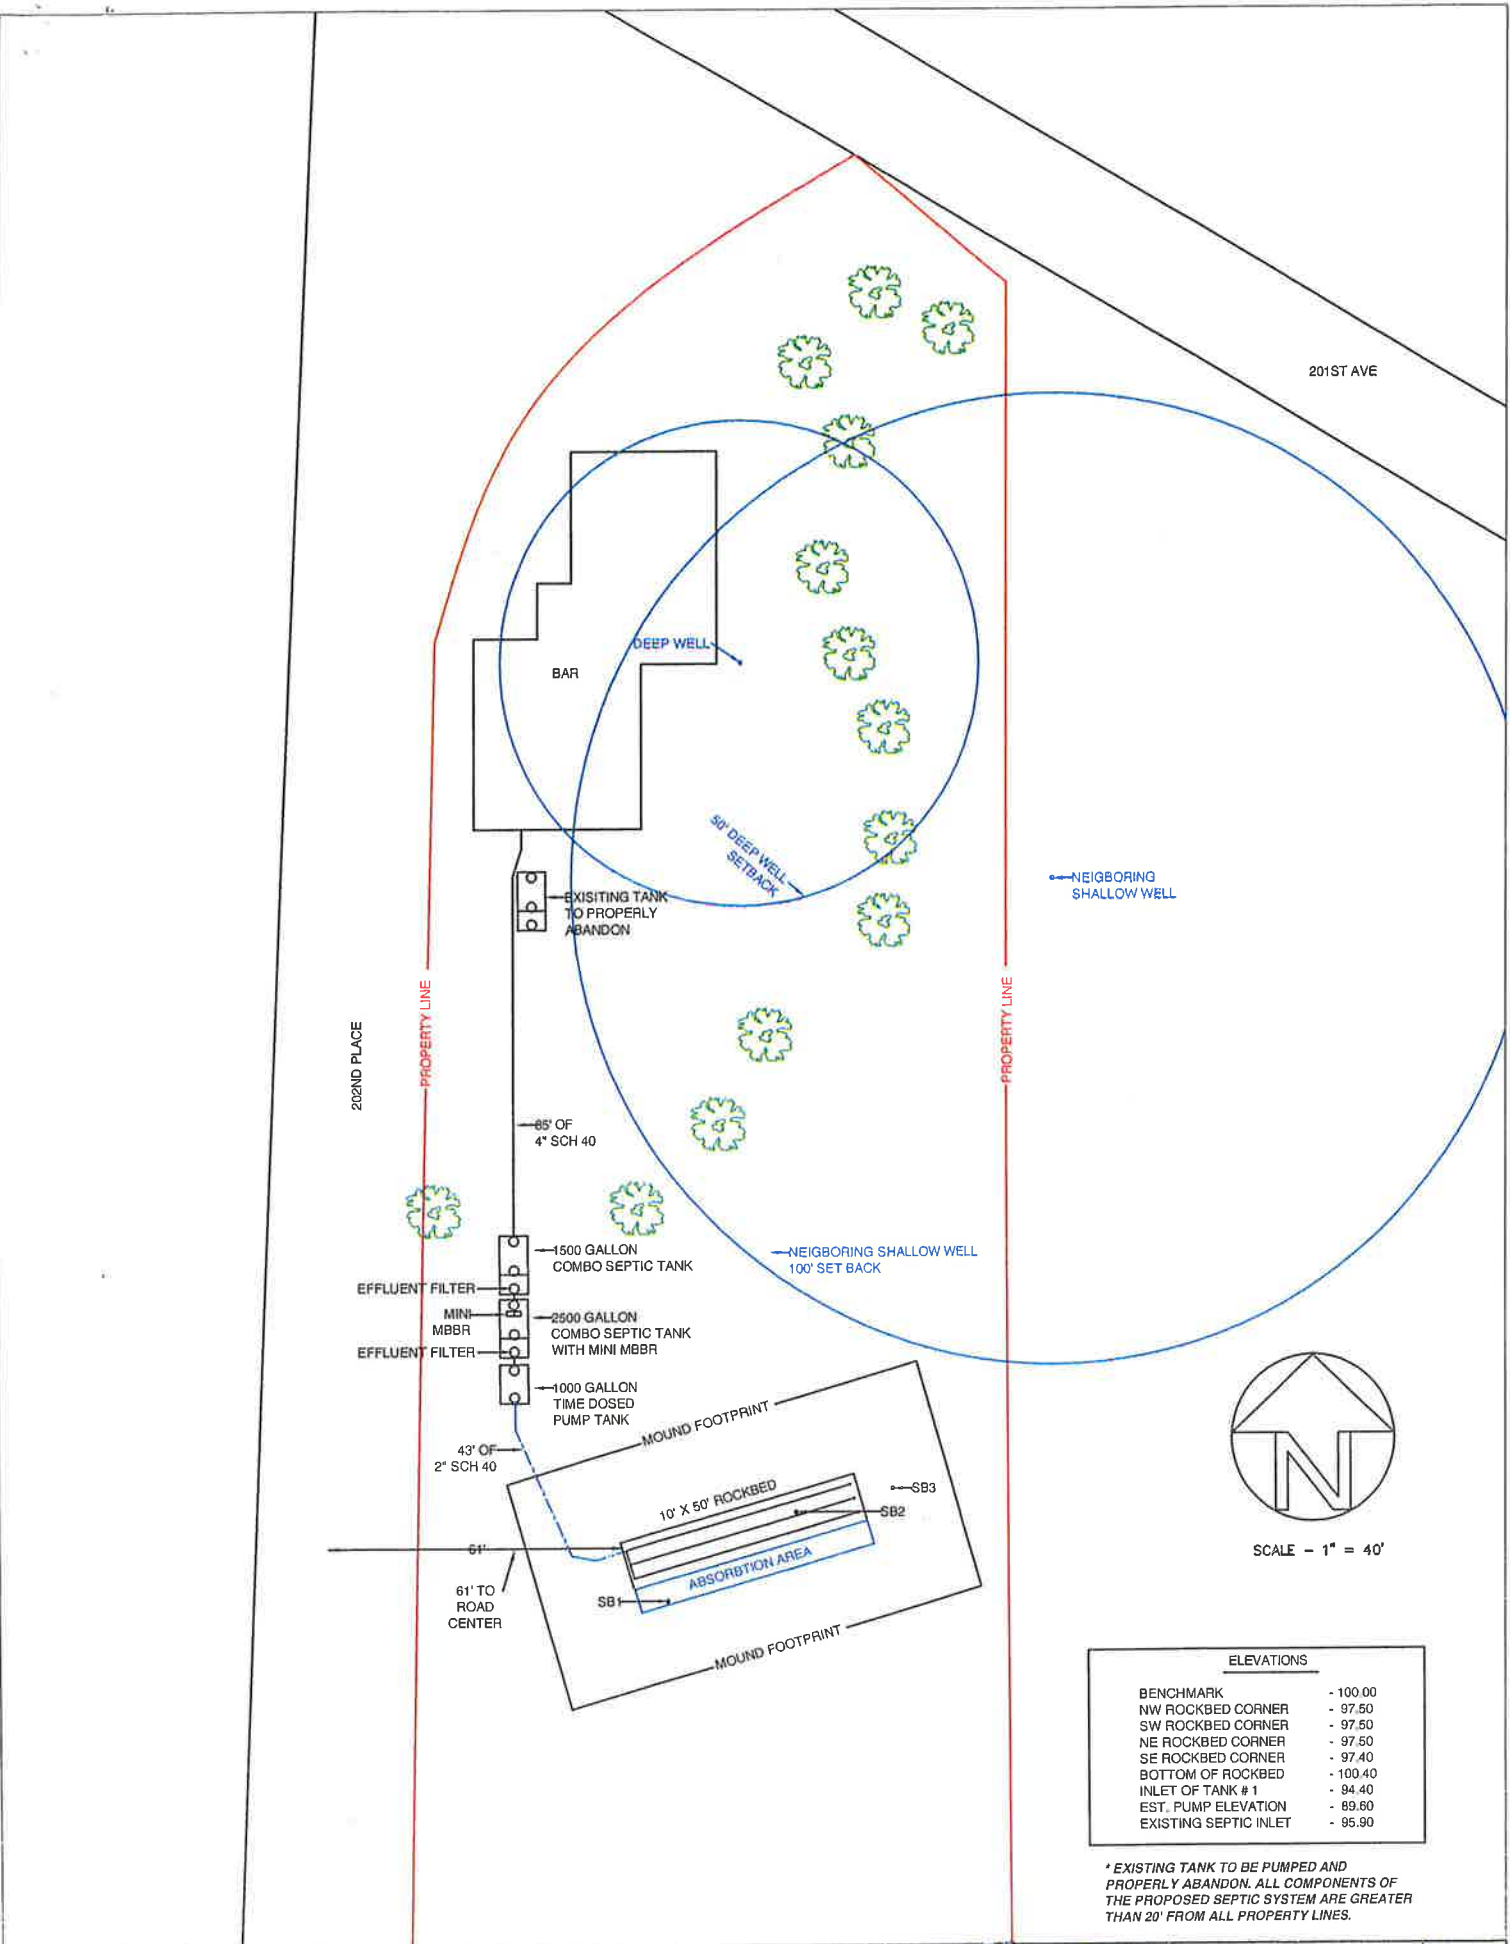 201ST AVE
DEEP WELL
BAR
50' DEEP WELL
SETBACK
NEIGBORING
SHALLOW WELL
EXISITING TANK
TO PROPERLY
ABANDON
PROPERTY LINE
PROPERTY LINE
202ND PLACE
85' OF
4" SCH 40
1500 GALLON
COMBO SEPTIC TANK
NEIGBORING SHALLOW WELL
100' SET BACK
EFFLUENT FILTER
MINI
MBBR
2500 GALLON
COMBO SEPTIC TANK
WITH MINI MBBR
EFFLUENT FILTER
1000 GALLON
TIME DOSED
PUMP TANK
MOUND FOOTPRINT
43' OF
2" SCH 40
10' X 50' ROCKBED
SB3
SB2
61'
ABSORBTION AREA
61' TO
ROAD
CENTER
SB1
MOUND FOOTPRINT
N
SCALE - 1" = 40'
ELEVATIONS
BENCHMARK - 100.00
NW ROCKBED CORNER - 97.50
SW ROCKBED CORNER - 97.50
NE ROCKBED CORNER - 97.50
SE ROCKBED CORNER - 97.40
BOTTOM OF ROCKBED - 100.40
INLET OF TANK # 1 - 94.40
EST. PUMP ELEVATION - 89.60
EXISTING SEPTIC INLET - 95.90
* EXISTING TANK TO BE PUMPED AND
PROPERLY ABANDON. ALL COMPONENTS OF
THE PROPOSED SEPTIC SYSTEM ARE GREATER
THAN 20' FROM ALL PROPERTY LINES.